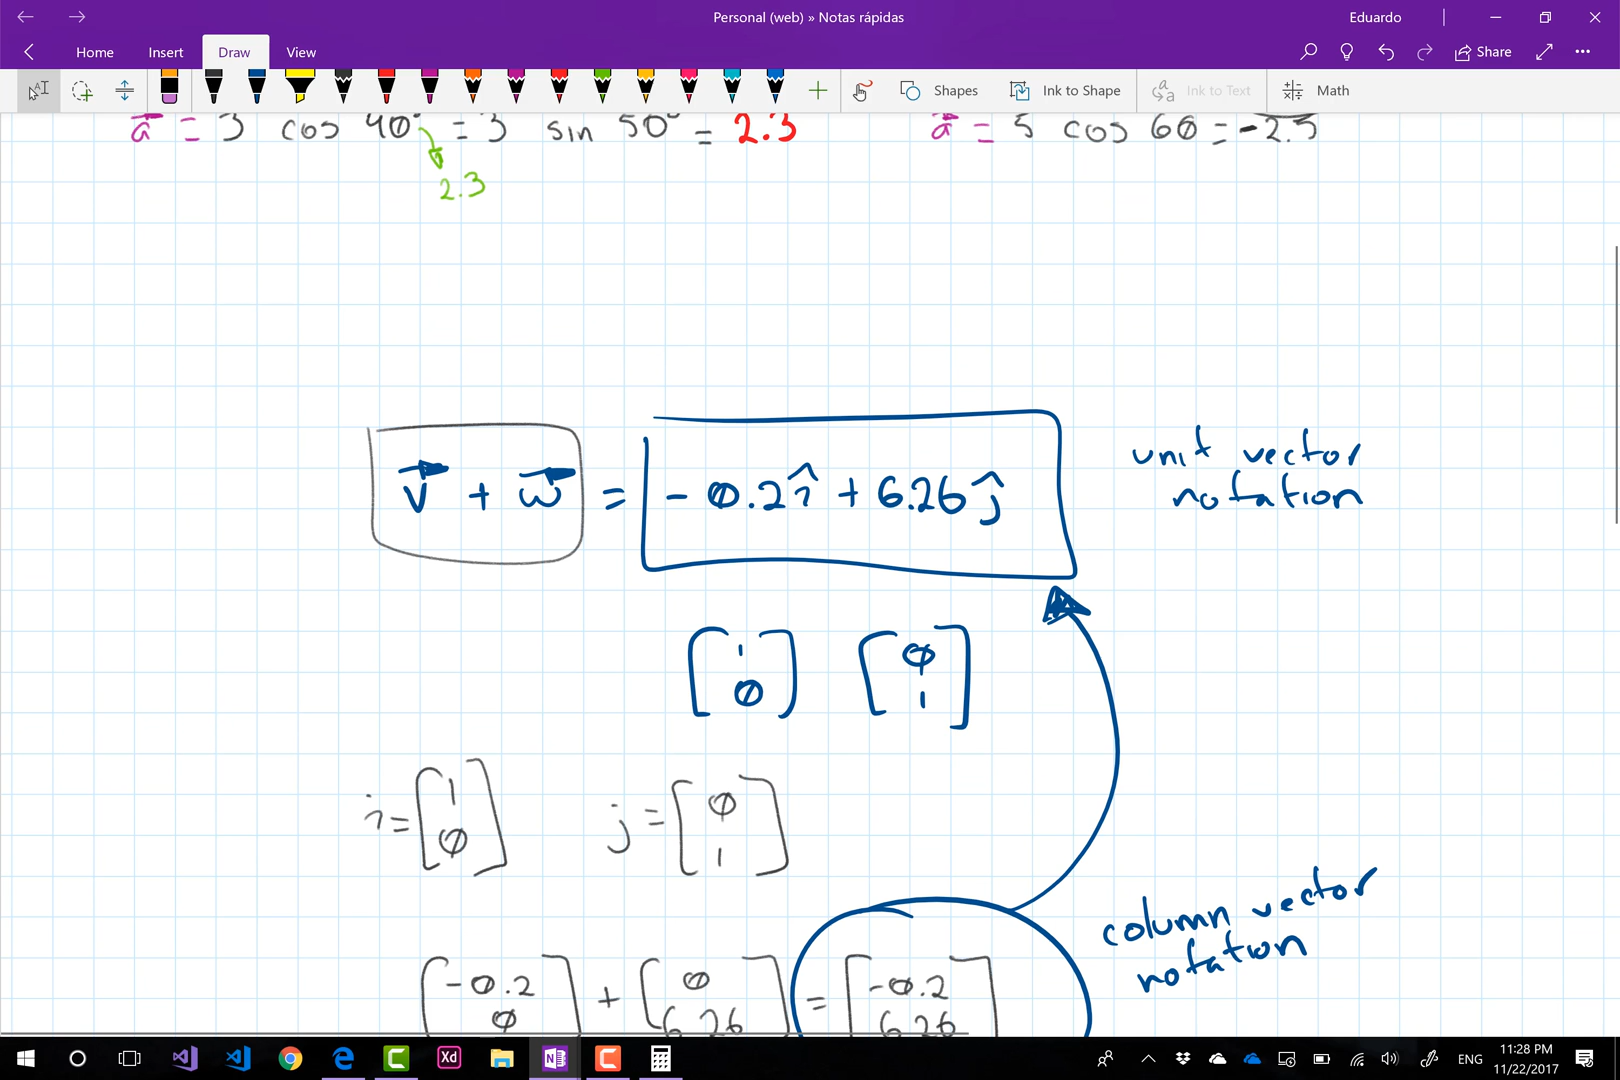 Personal (web) » Notas rápidas
Eduardo
Home Insert Draw View
Share
Shapes
Ink to Shape
Ink to Text
Math
a = 3 cos 40° = 3 sin 50° = 2.3
2.3
a = 5 cos 60 = -2.5
v + w = -0.2î + 6.26ĵ
unit vector
notation
[1 0] [0 1]
i = [1 0] j = [0 1]
column vector
notation
[-0.2 0] + [0 6.26] = [-0.2 6.26]
Xd
N
ENG
11:28 PM
11/22/2017